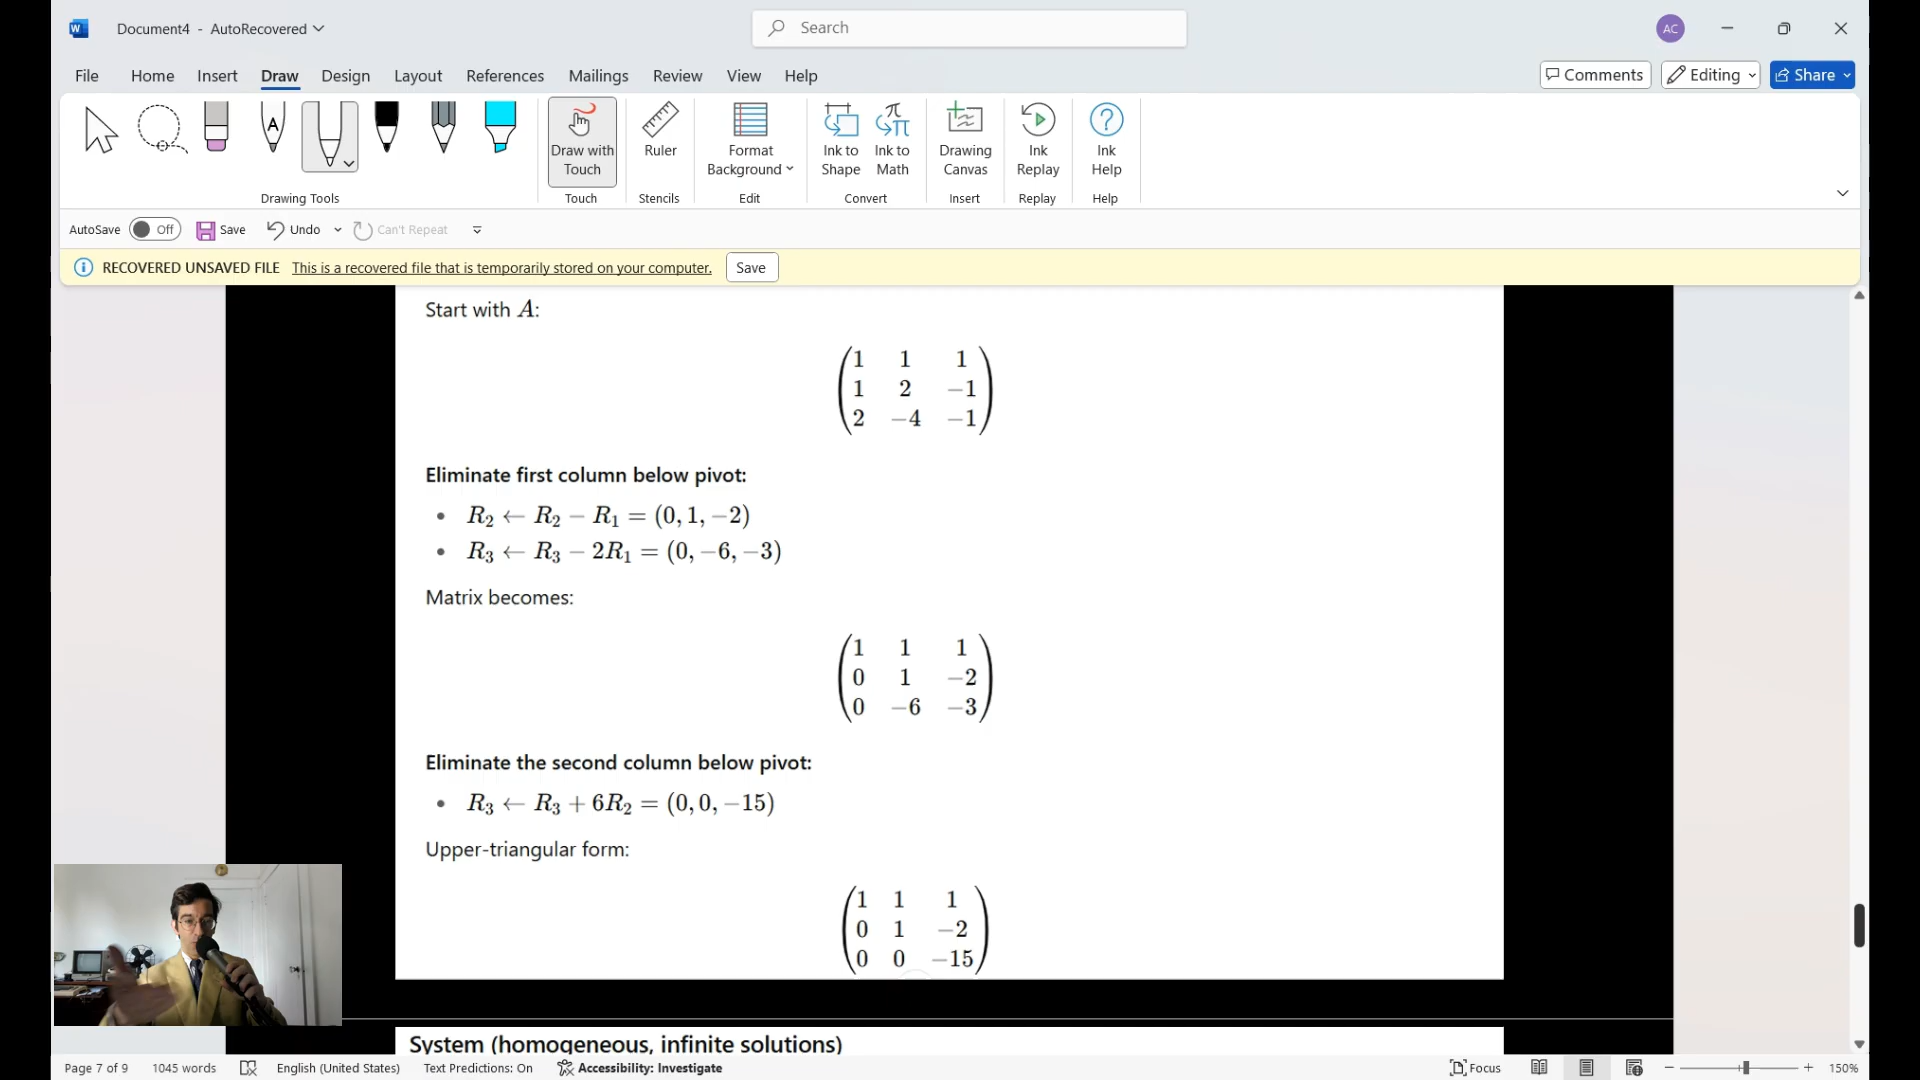 W Document4 - AutoRecovered
Search
AC
File Home Insert Draw Design Layout References Mailings Review View Help
Comments Editing Share
A
Draw with Touch
Ruler
Format Background
Ink to Shape
Ink to Math
Drawing Canvas
Ink Replay
Ink Help
Drawing Tools Touch Stencils Edit Convert Insert Replay Help
AutoSave Off Save Undo Can't Repeat
RECOVERED UNSAVED FILE This is a recovered file that is temporarily stored on your computer. Save
Start with A:
1 1 1
1 2 −1
2 −4 −1
Eliminate first column below pivot:
• R₂ ← R₂ − R₁ = (0, 1, −2)
• R₃ ← R₃ − 2R₁ = (0, −6, −3)
Matrix becomes:
1 1 1
0 1 −2
0 −6 −3
Eliminate the second column below pivot:
• R₃ ← R₃ + 6R₂ = (0, 0, −15)
Upper-triangular form:
1 1 1
0 1 −2
0 0 −15
System (homogeneous, infinite solutions)
Page 7 of 9 1045 words English (United States) Text Predictions: On Accessibility: Investigate Focus 150%